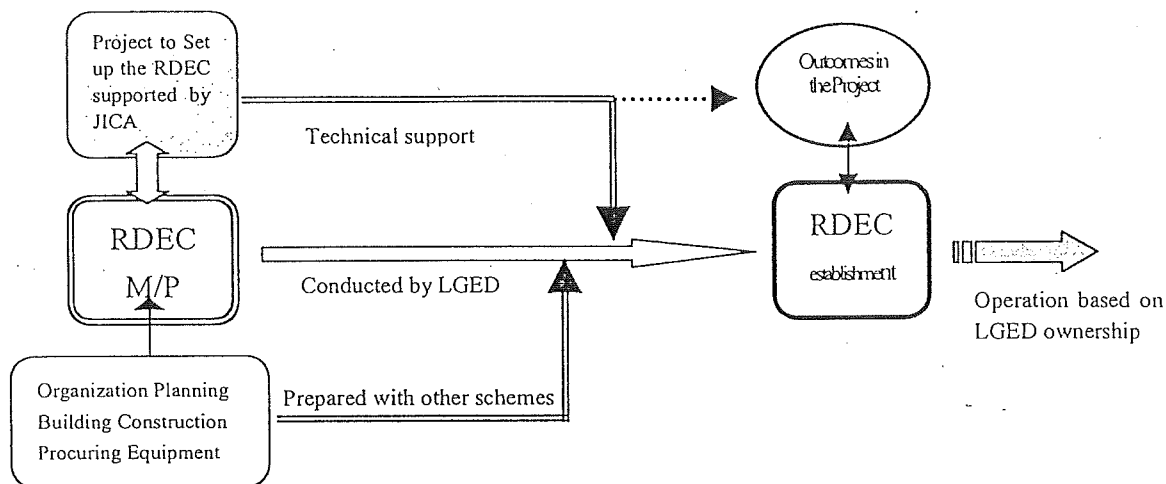 Project to Set
up the RDEC
supported by
JICA
Technical support
Outcomes in
the Project
RDEC
M/P
Conducted by LGED
RDEC
establishment
Operation based on
LGED ownership
Organization Planning
Building Construction
Procuring Equipment
Prepared with other schemes